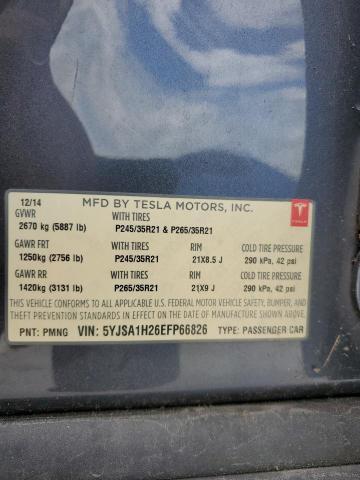 12/14 MFD BY TESLA MOTORS, INC.
GVWR WITH TIRES
2670 kg (5887 lb) P245/35R21 & P265/35R21
TESLA
GAWR FRT WITH TIRES RIM COLD TIRE PRESSURE
1250kg (2756 lb) P245/35R21 21X8.5 J 290 kPa, 42 psi
GAWR RR WITH TIRES RIM COLD TIRE PRESSURE
1420kg (3131 lb) P265/35R21 21X9 J 290 kPa, 42 psi
THIS VEHICLE CONFORMS TO ALL APPLICABLE U.S. FEDERAL MOTOR VEHICLE SAFETY, BUMPER, AND
THEFT PREVENTION STANDARDS IN EFFECT ON THE DATE OF MANUFACTURE SHOWN ABOVE.
PNT: PMNG VIN: 5YJSA1H26EFP66826 TYPE: PASSENGER CAR